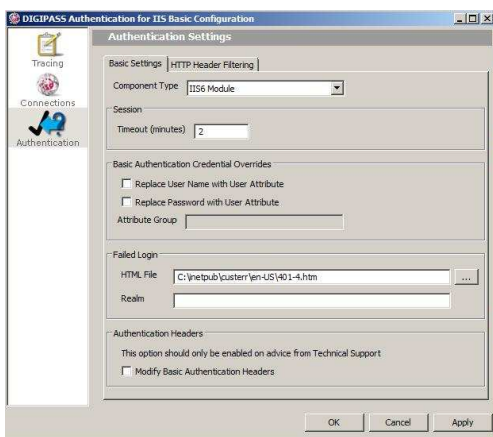 DIGIPASS Authentication for IIS Basic Configuration
Authentication Settings
Tracing
Connections
Authentication
Basic Settings
HTTP Header Filtering
Component Type
IIS6 Module
Session
Timeout (minutes)
2
Basic Authentication Credential Overrides
Replace User Name with User Attribute
Replace Password with User Attribute
Attribute Group
Failed Login
HTML File
C:\inetpub\custerr\en-US\401-4.htm
...
Realm
Authentication Headers
This option should only be enabled on advice from Technical Support
Modify Basic Authentication Headers
OK
Cancel
Apply